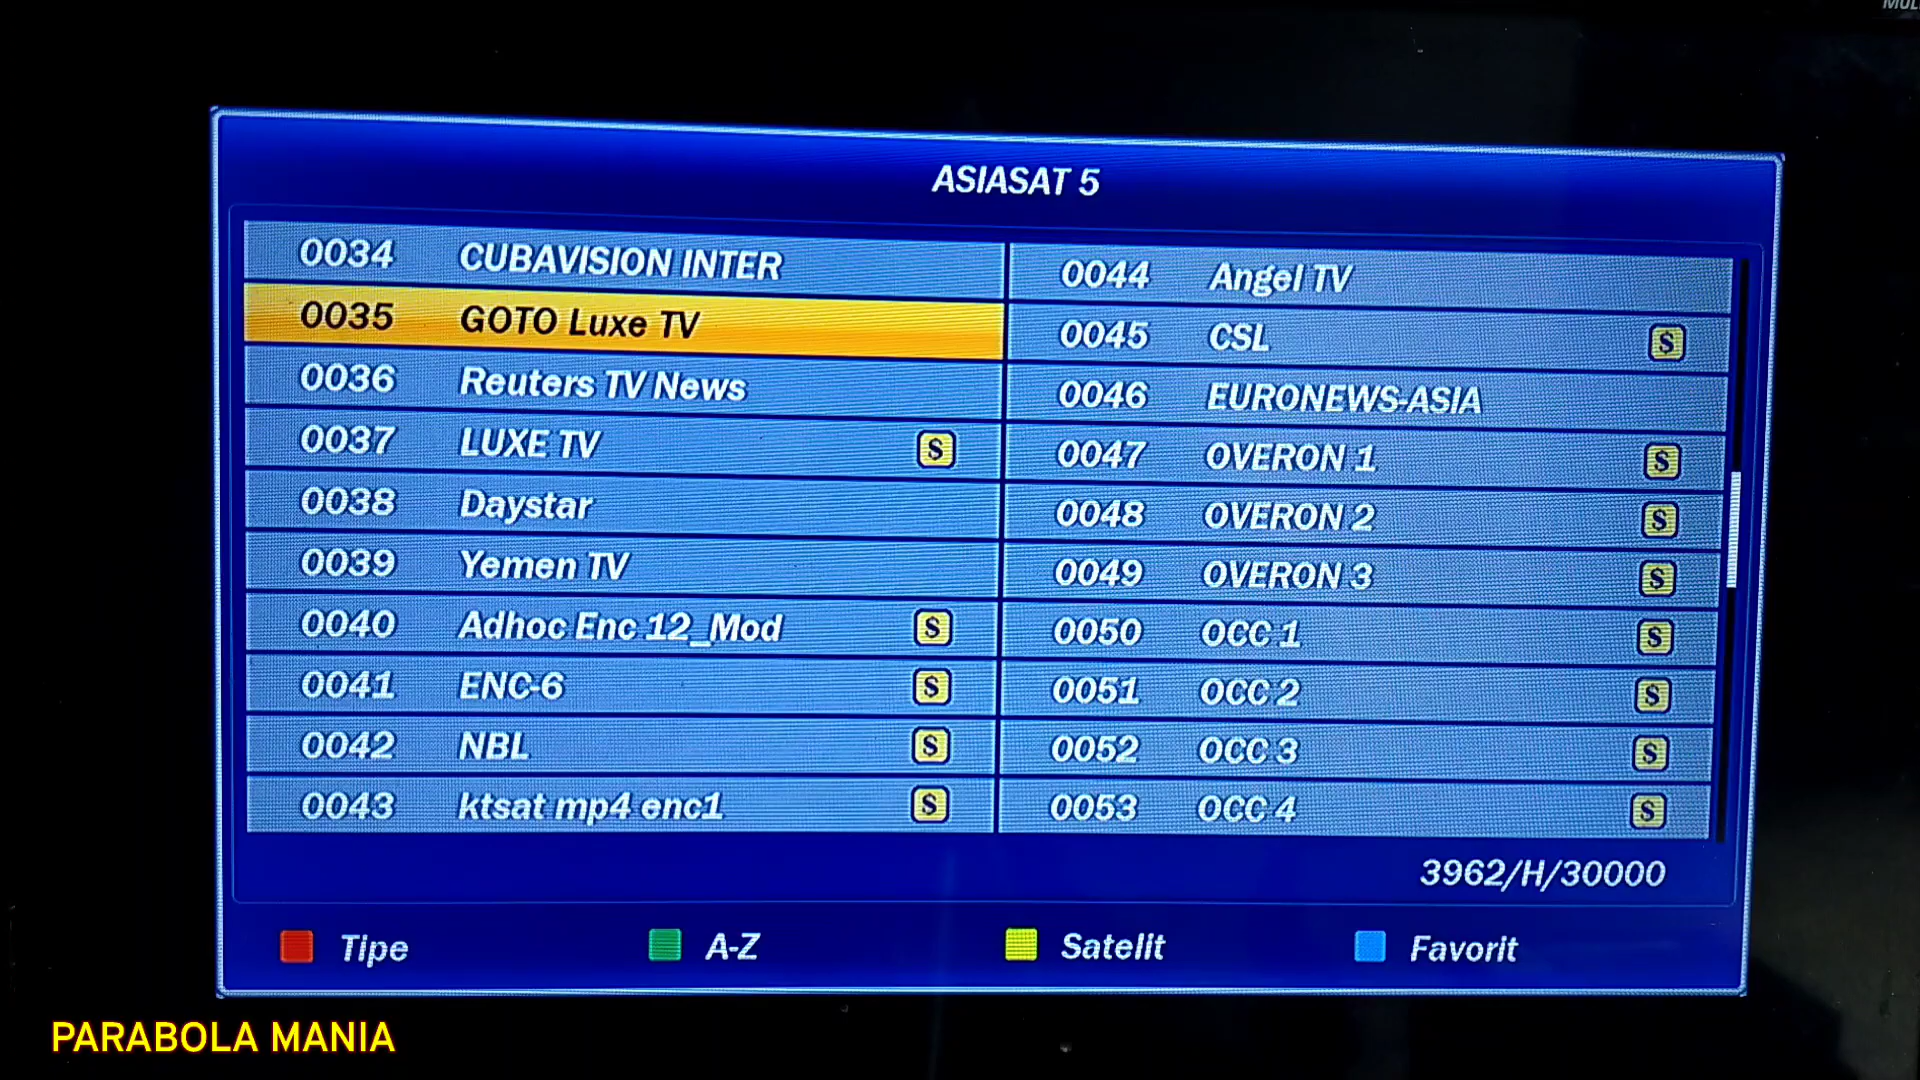 ASIASAT 5
0034 CUBAVISION INTER
0035 GOTO Luxe TV
0036 Reuters TV News
0037 LUXE TV $
0038 Daystar
0039 Yemen TV
0040 Adhoc Enc 12_Mod $
0041 ENC-6 $
0042 NBL $
0043 ktsat mp4 enc1 $
0044 Angel TV
0045 CSL $
0046 EURONEWS-ASIA
0047 OVERON 1 $
0048 OVERON 2 $
0049 OVERON 3 $
0050 OCC 1 $
0051 OCC 2 $
0052 OCC 3 $
0053 OCC 4 $
3962/H/30000
Tipe A-Z Satelit Favorit
PARABOLA MANIA